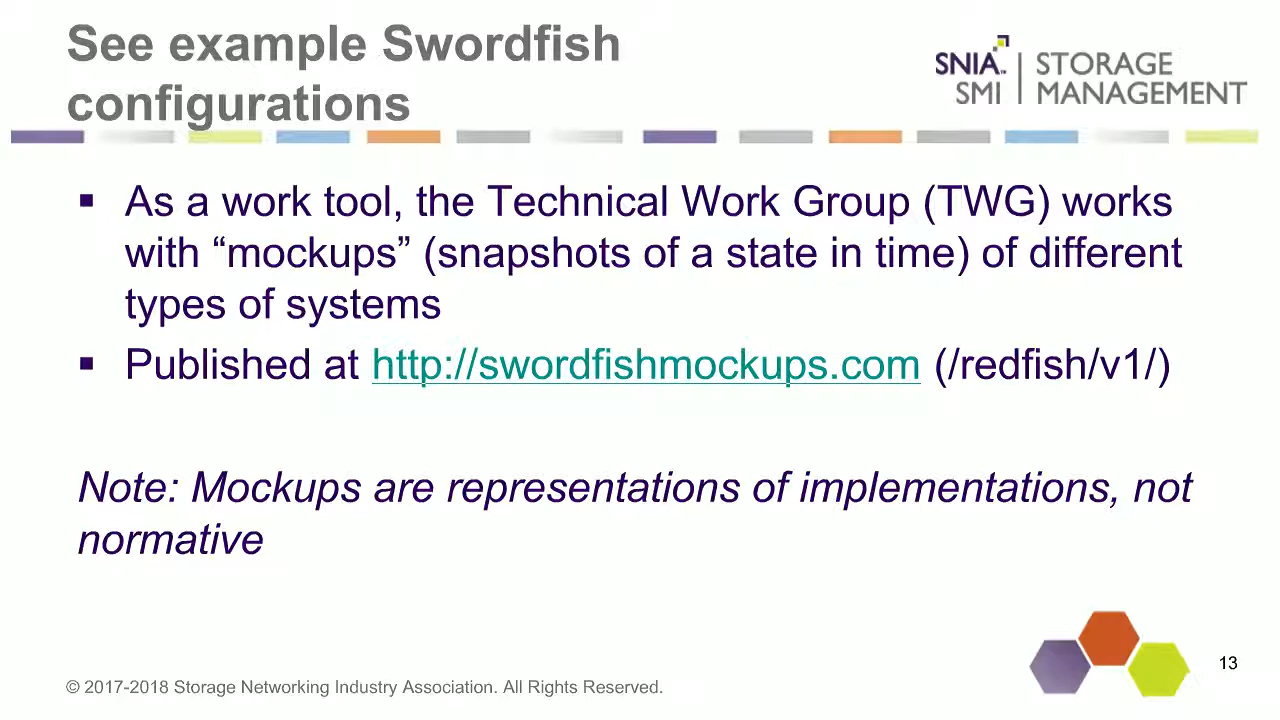 See example Swordfish
configurations
SNIA™ | STORAGE
SMI | MANAGEMENT
▪ As a work tool, the Technical Work Group (TWG) works
with “mockups” (snapshots of a state in time) of different
types of systems
▪ Published at http://swordfishmockups.com (/redfish/v1/)
Note: Mockups are representations of implementations, not
normative
13
© 2017-2018 Storage Networking Industry Association. All Rights Reserved.